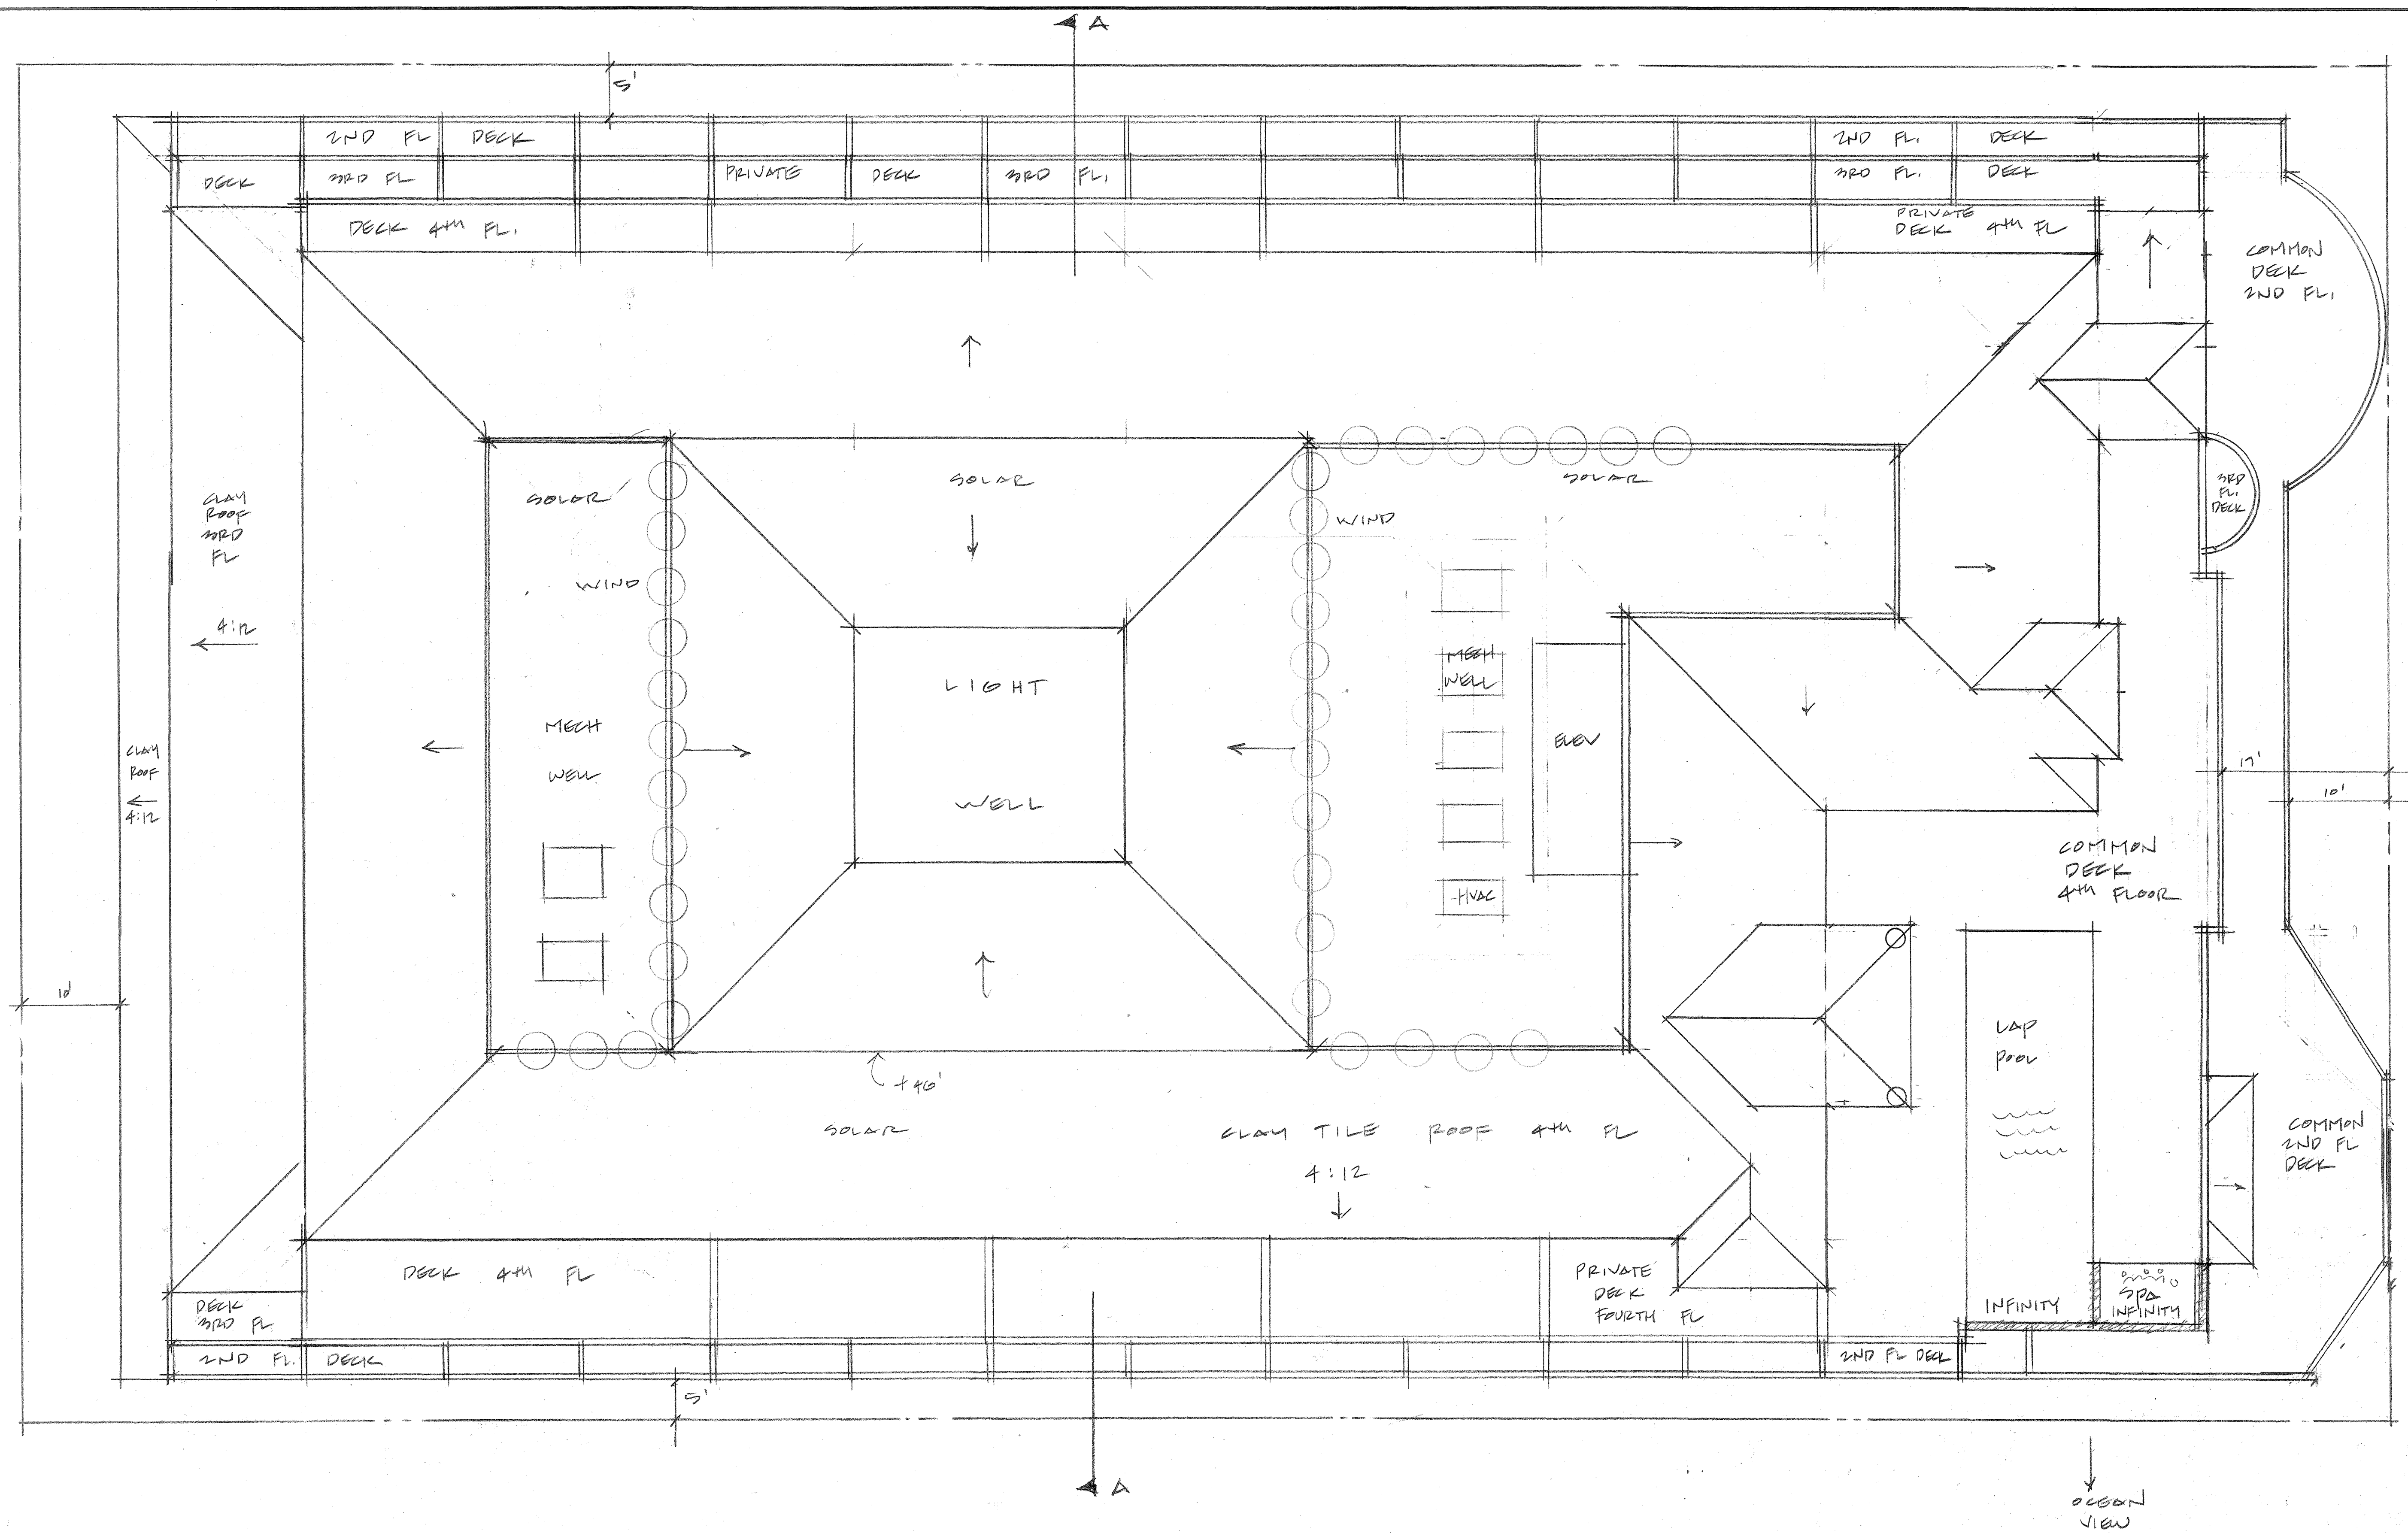 A
5'
2ND FL DECK
2ND FL. DECK
DECK
3RD FL
PRIVATE DECK 3RD FL.
3RD FL. DECK
DECK 4TH FL.
PRIVATE
DECK 4TH FL
COMMON
DECK
2ND FL.
SOLAR
SOLAR
SOLAR
3RD
FL.
DECK
CLAY
ROOF
3RD
FL
4:12
WIND
WIND
MECH
WELL
LIGHT
WELL
MECH
WELL
ELEV
HVAC
CLAY
ROOF
4:12
17'
10'
COMMON
DECK
4TH FLOOR
10'
LAP
POOL
+46'
SOLAR
CLAY TILE ROOF 4TH FL
4:12
COMMON
2ND FL
DECK
DECK 4TH FL
PRIVATE
DECK
FOURTH FL
SPA
INFINITY
INFINITY
DECK
3RD FL
2ND FL. DECK
2ND FL DECK
5'
A
OCEAN
VIEW